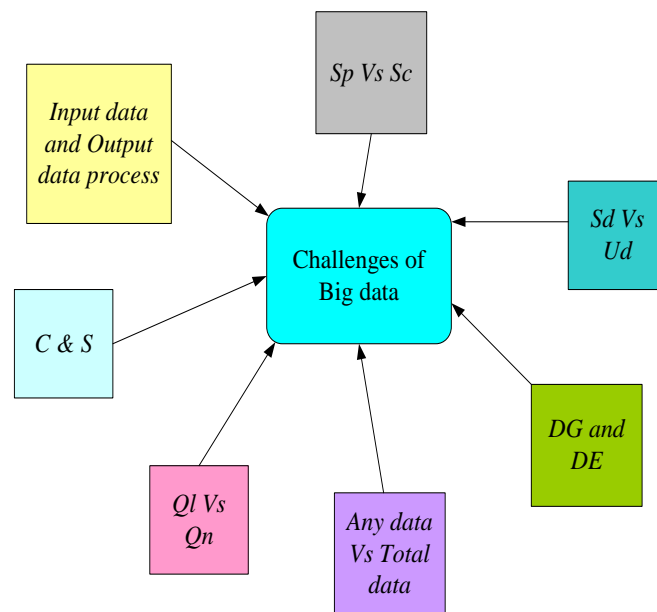 Sp Vs Sc
Input data
and Output
data process
Sd Vs
Ud
Challenges of
Big data
C & S
DG and
DE
Ql Vs
Qn
Any data
Vs Total
data